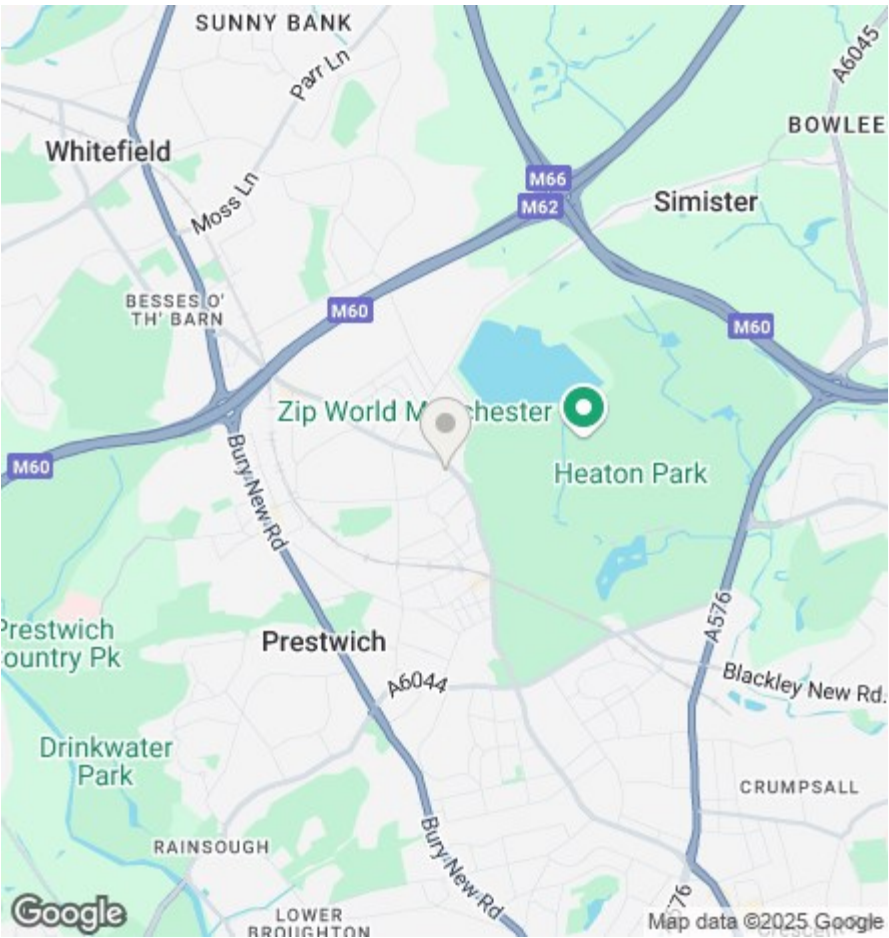 SUNNY BANK
Parr Ln
A6045
BOWLEE
Whitefield
M66
M62
Simister
Moss Ln
BESSES O'
TH' BARN
M60
M60
Zip World M chester
M60
Heaton Park
Bury New Rd
Prestwich
ountry Pk
Prestwich
A6044
A576
Blackley New Rd.
Drinkwater
Park
CRUMPSALL
RAINSOUGH
Bury New Rd
LOWER
BROUGHTON
Google
Map data ©2025 Google